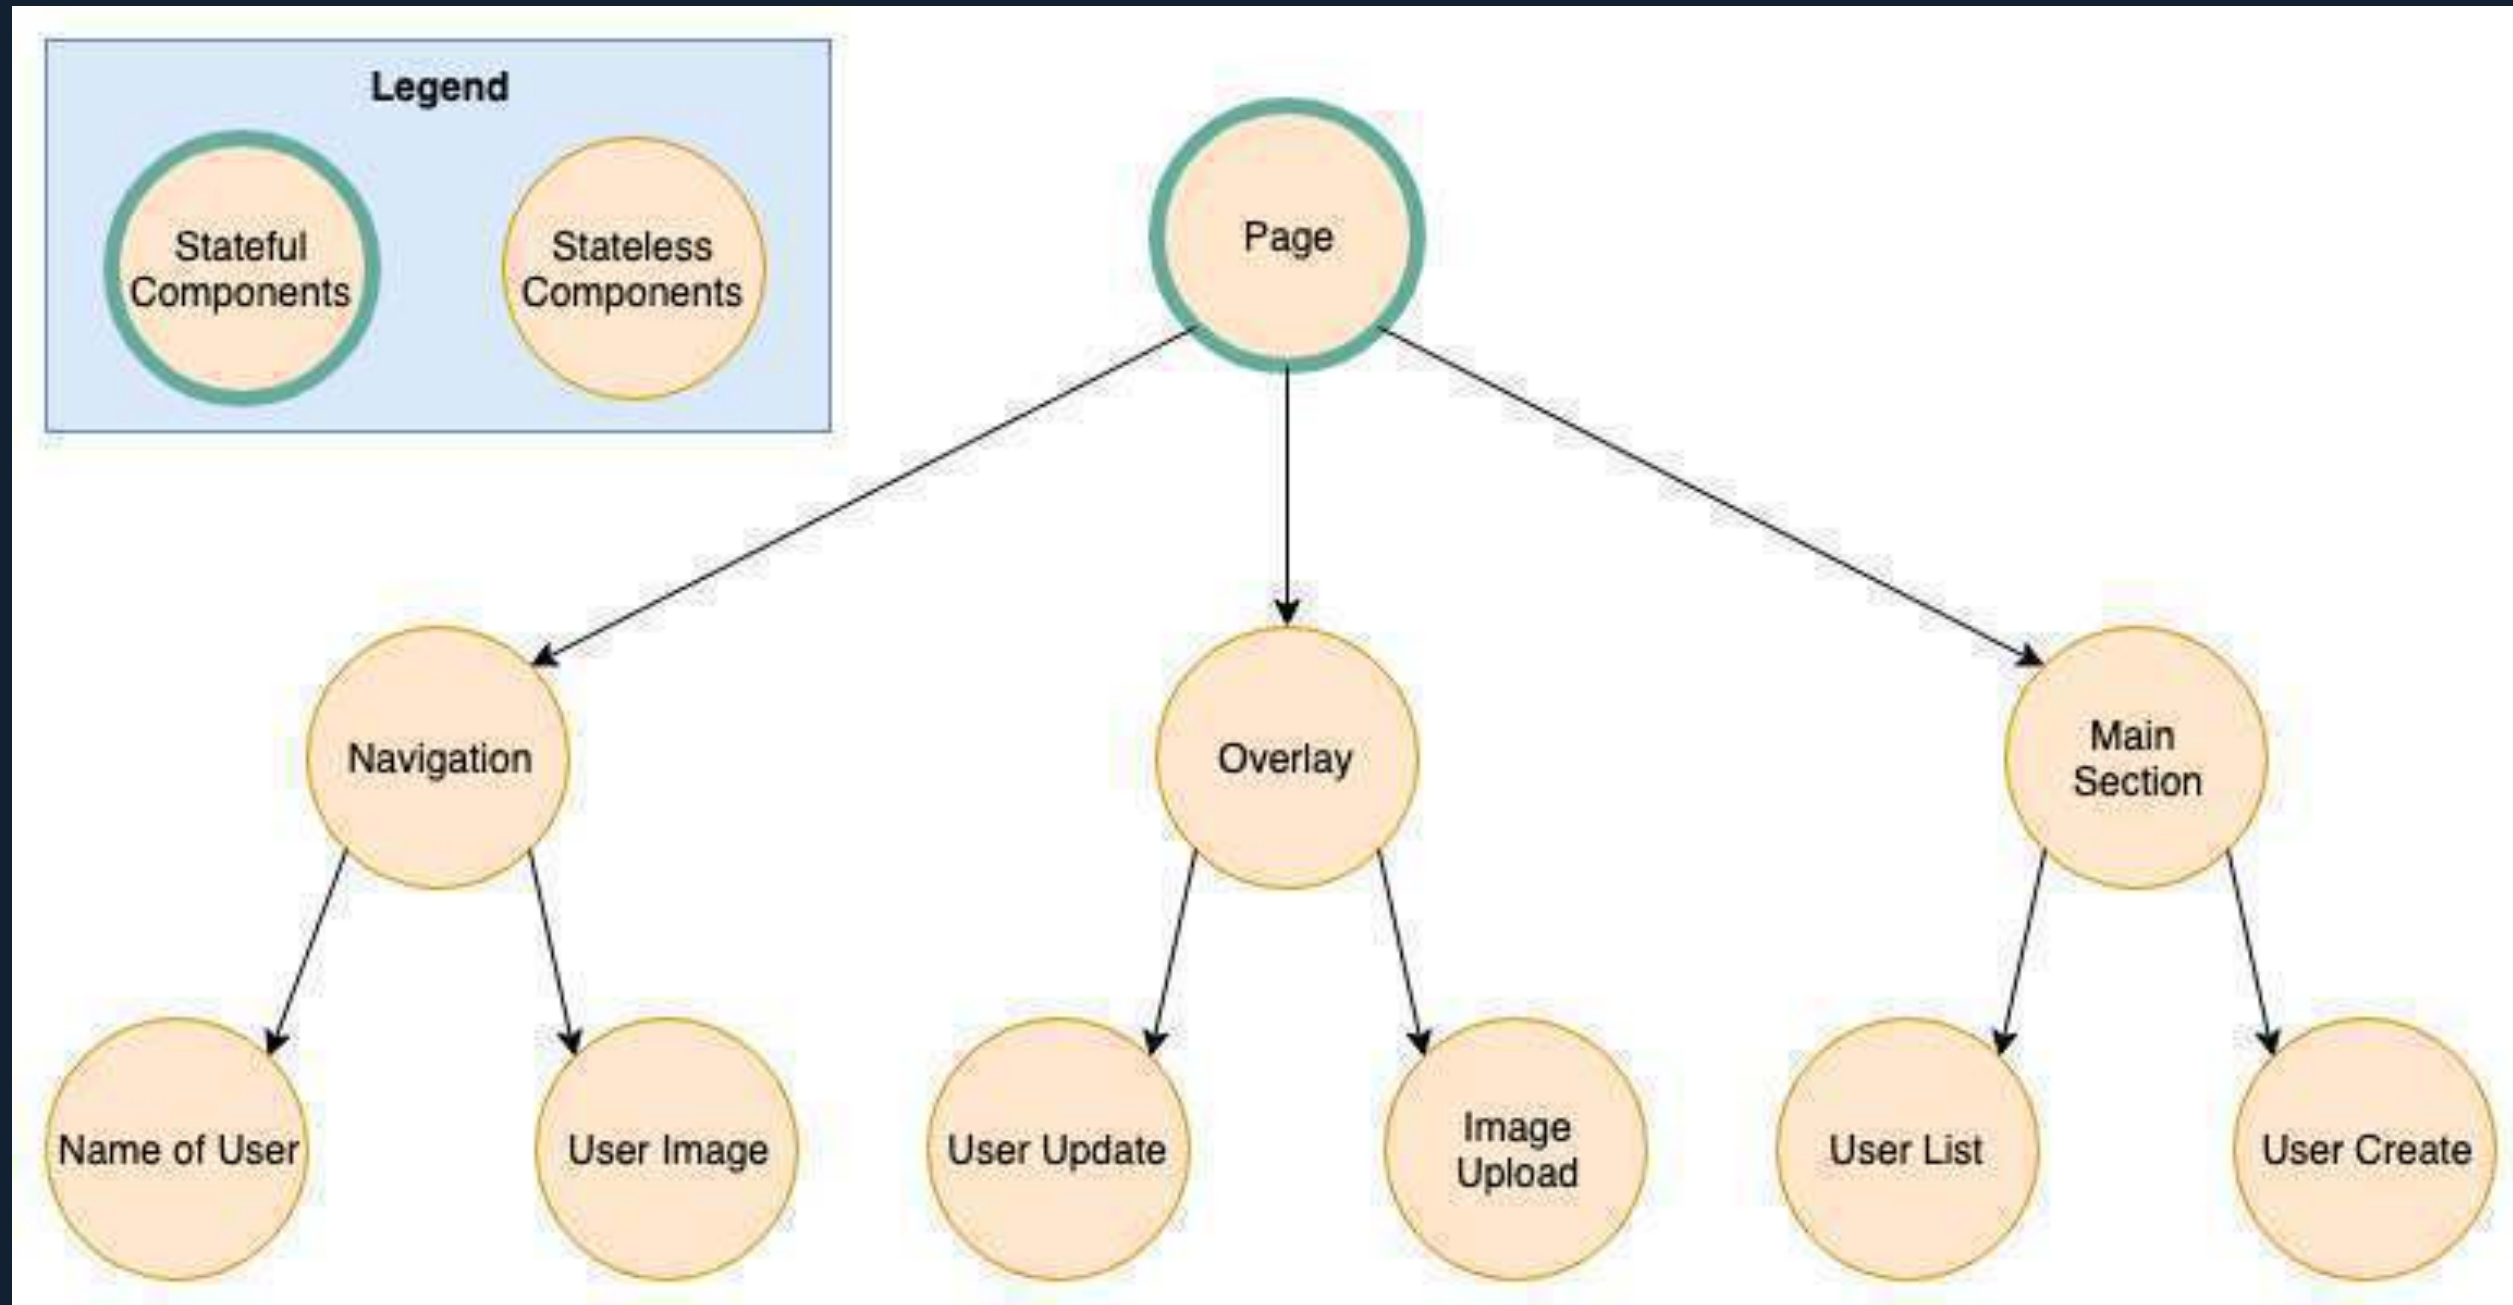 Legend
Stateful
Components
Stateless
Components
Page
Navigation
Overlay
Main
Section
Name of User
User Image
User Update
Image
Upload
User List
User Create